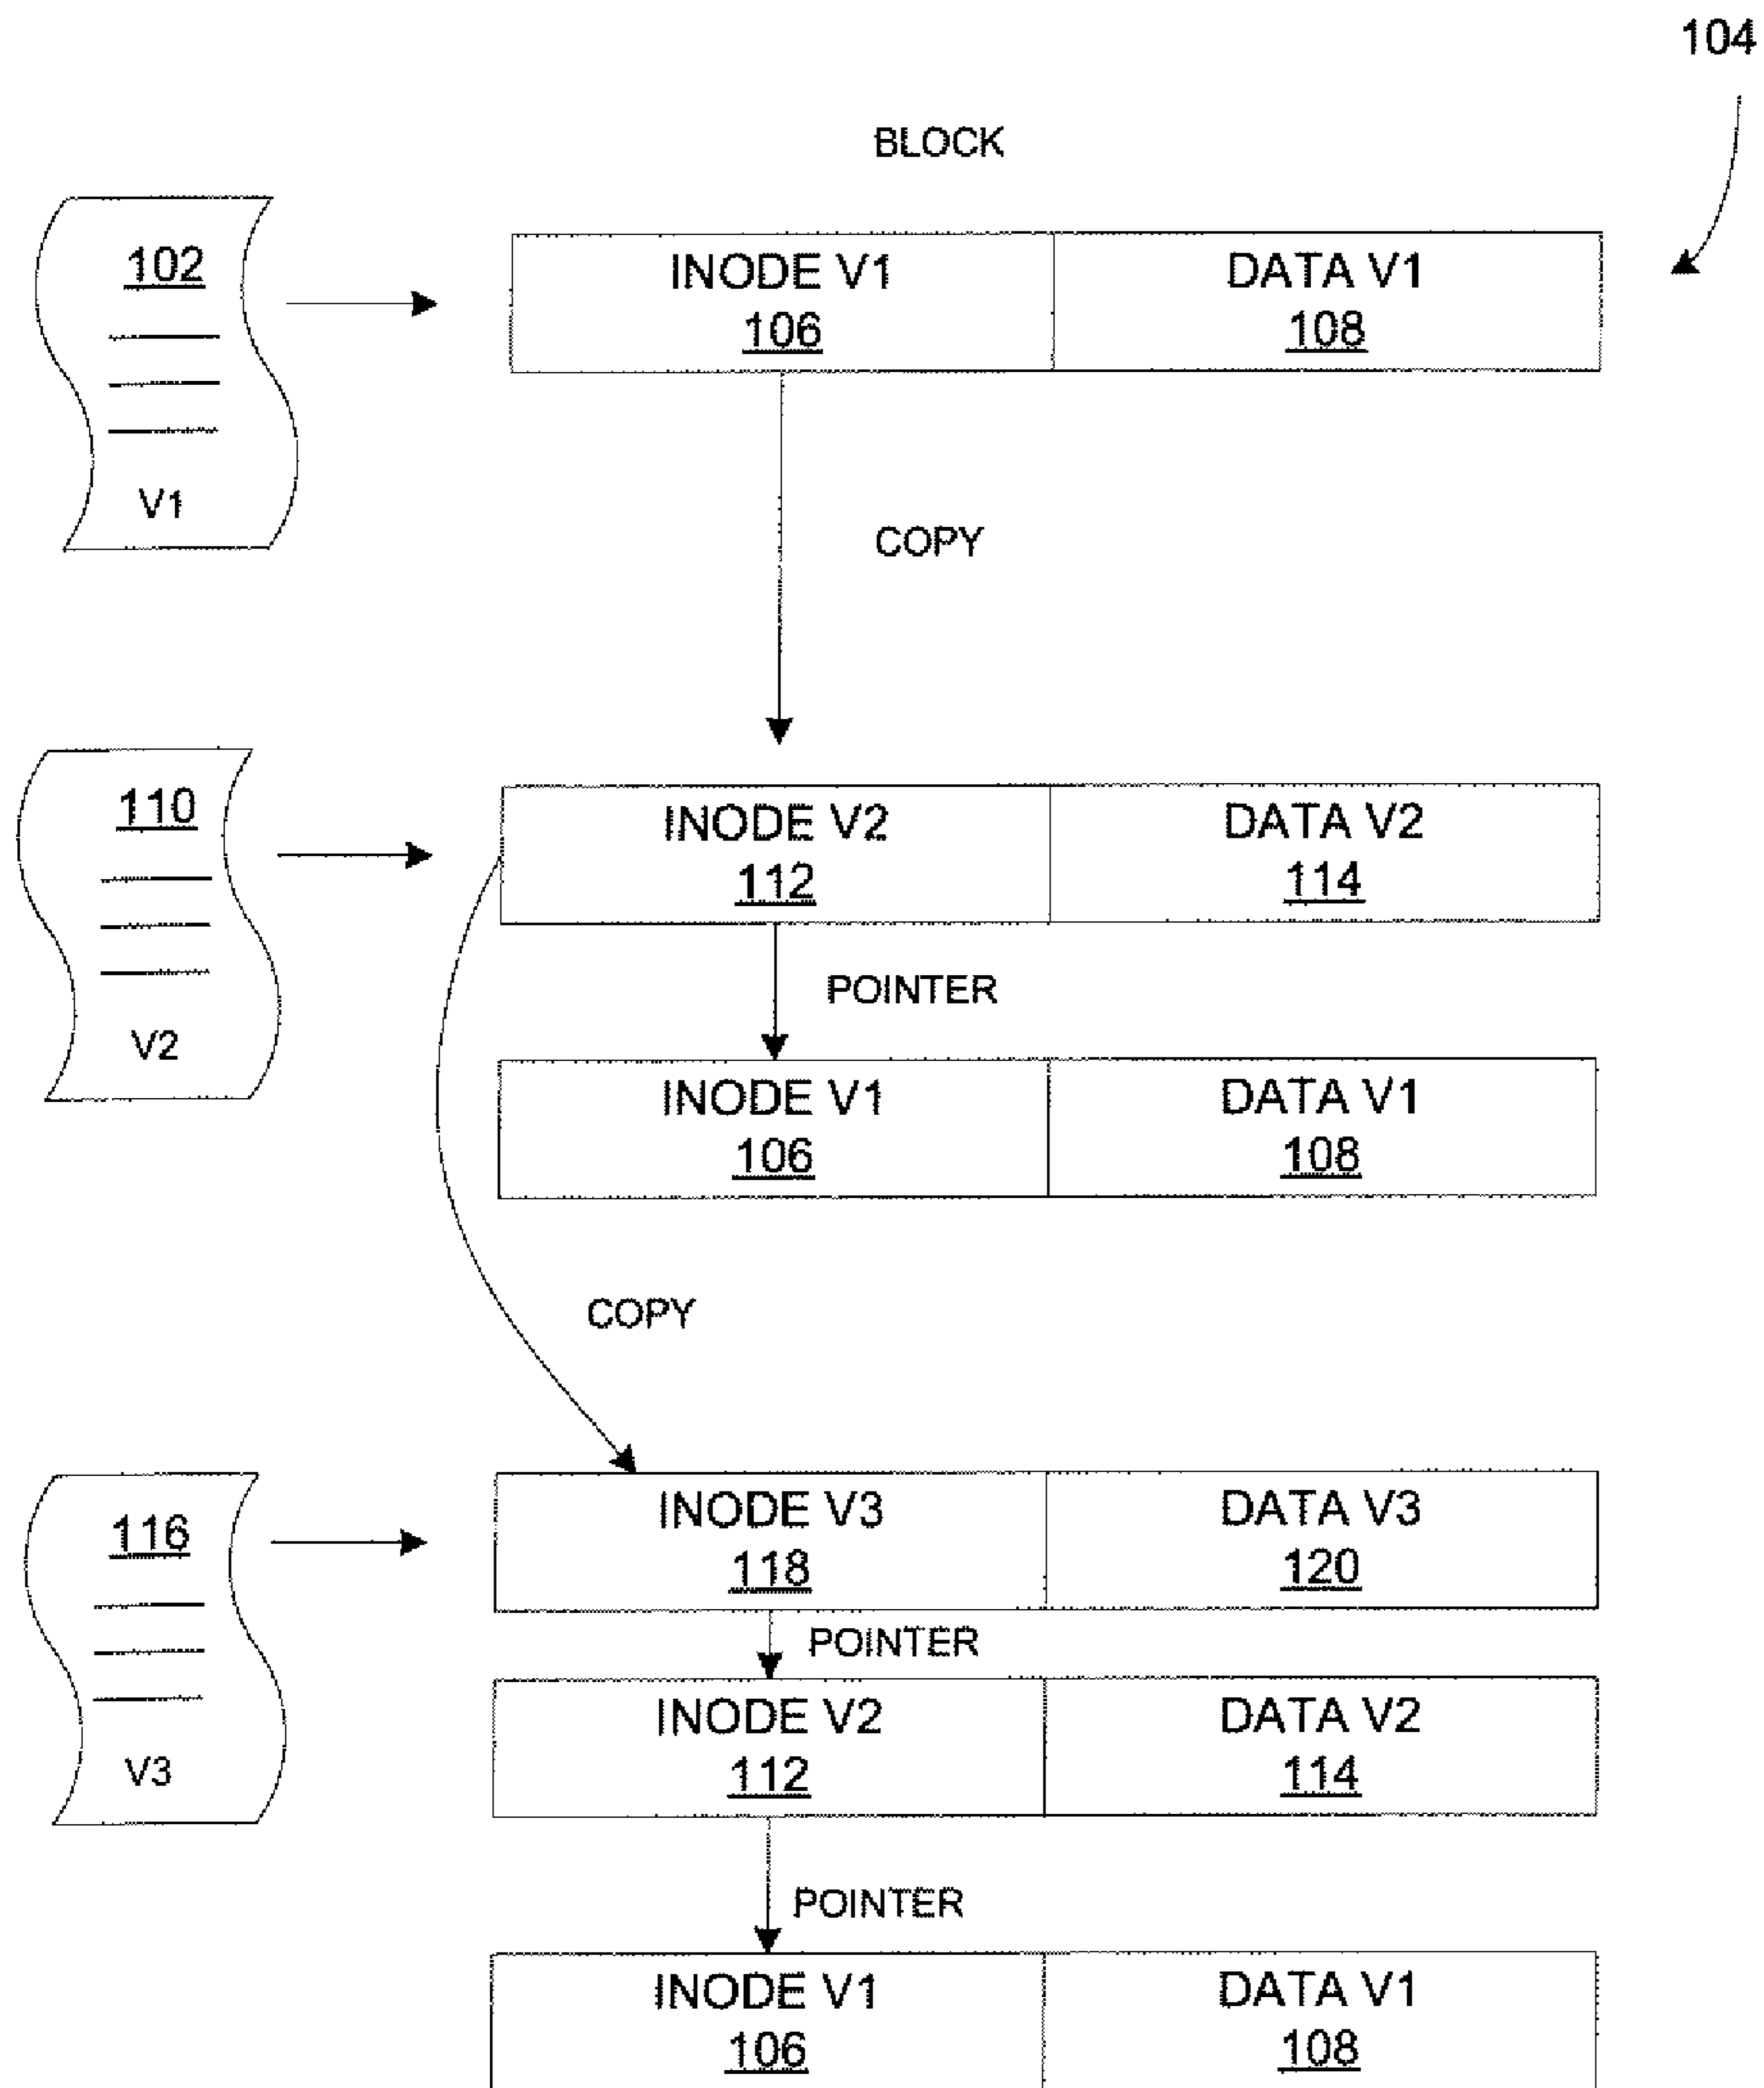 104
BLOCK
102
V1
INODE V1 DATA V1
106 108
COPY
110
V2
INODE V2 DATA V2
112 114
POINTER
INODE V1 DATA V1
106 108
COPY
116
V3
INODE V3 DATA V3
118 120
POINTER
INODE V2 DATA V2
112 114
POINTER
INODE V1 DATA V1
106 108